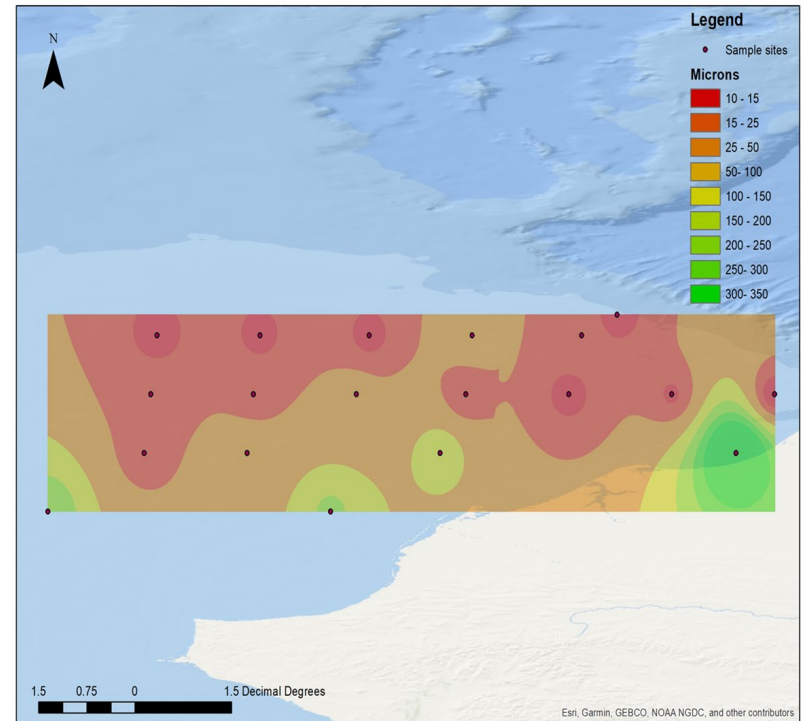 N
Legend
Sample sites
Microns
10 - 15
15 - 25
25 - 50
50- 100
100 - 150
150 - 200
200 - 250
250- 300
300- 350
1.5 0.75 0 1.5 Decimal Degrees
Esri, Garmin, GEBCO, NOAA NGDC, and other contributors